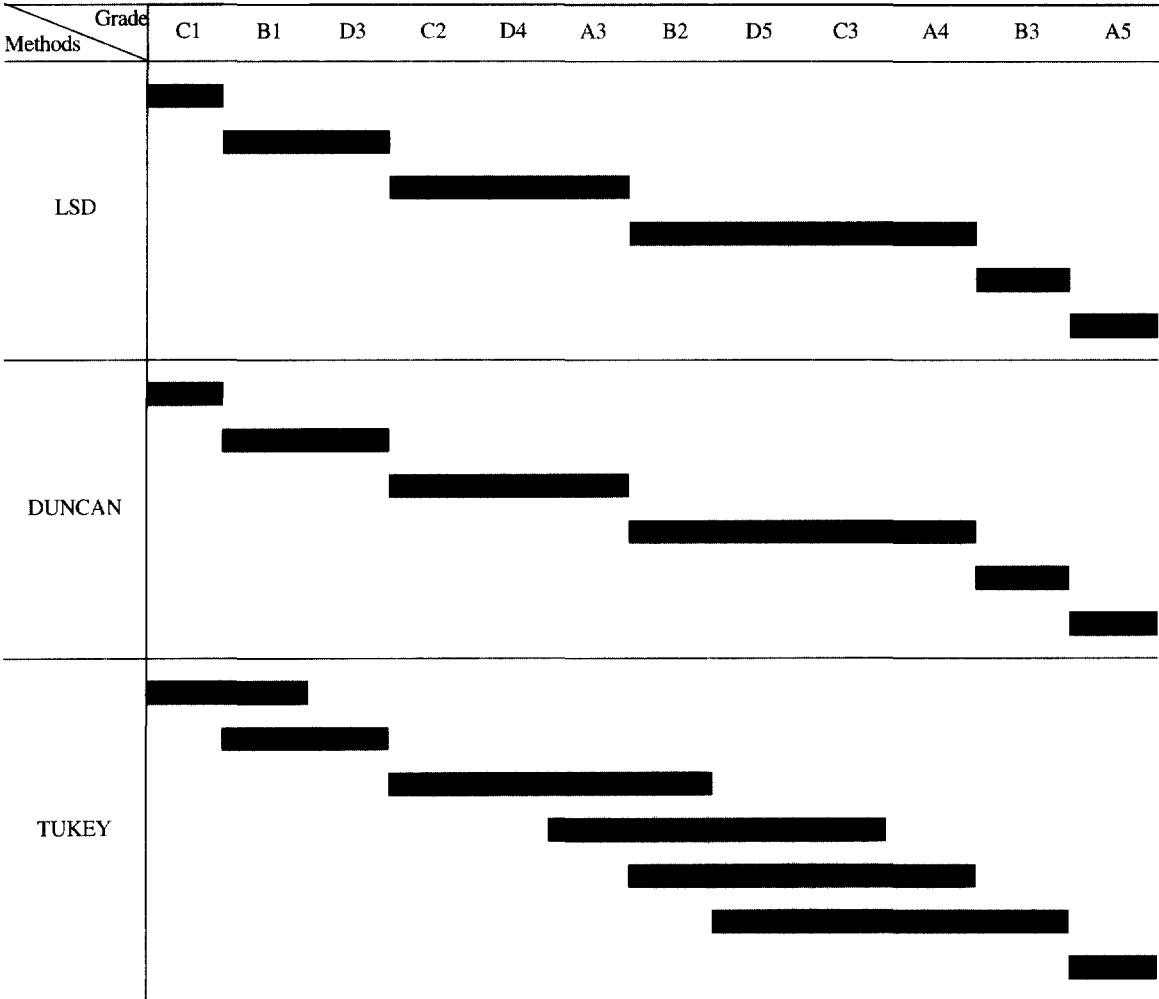 Grade
Methods
C1 B1 D3 C2 D4 A3 B2 D5 C3 A4 B3 A5
LSD
DUNCAN
TUKEY